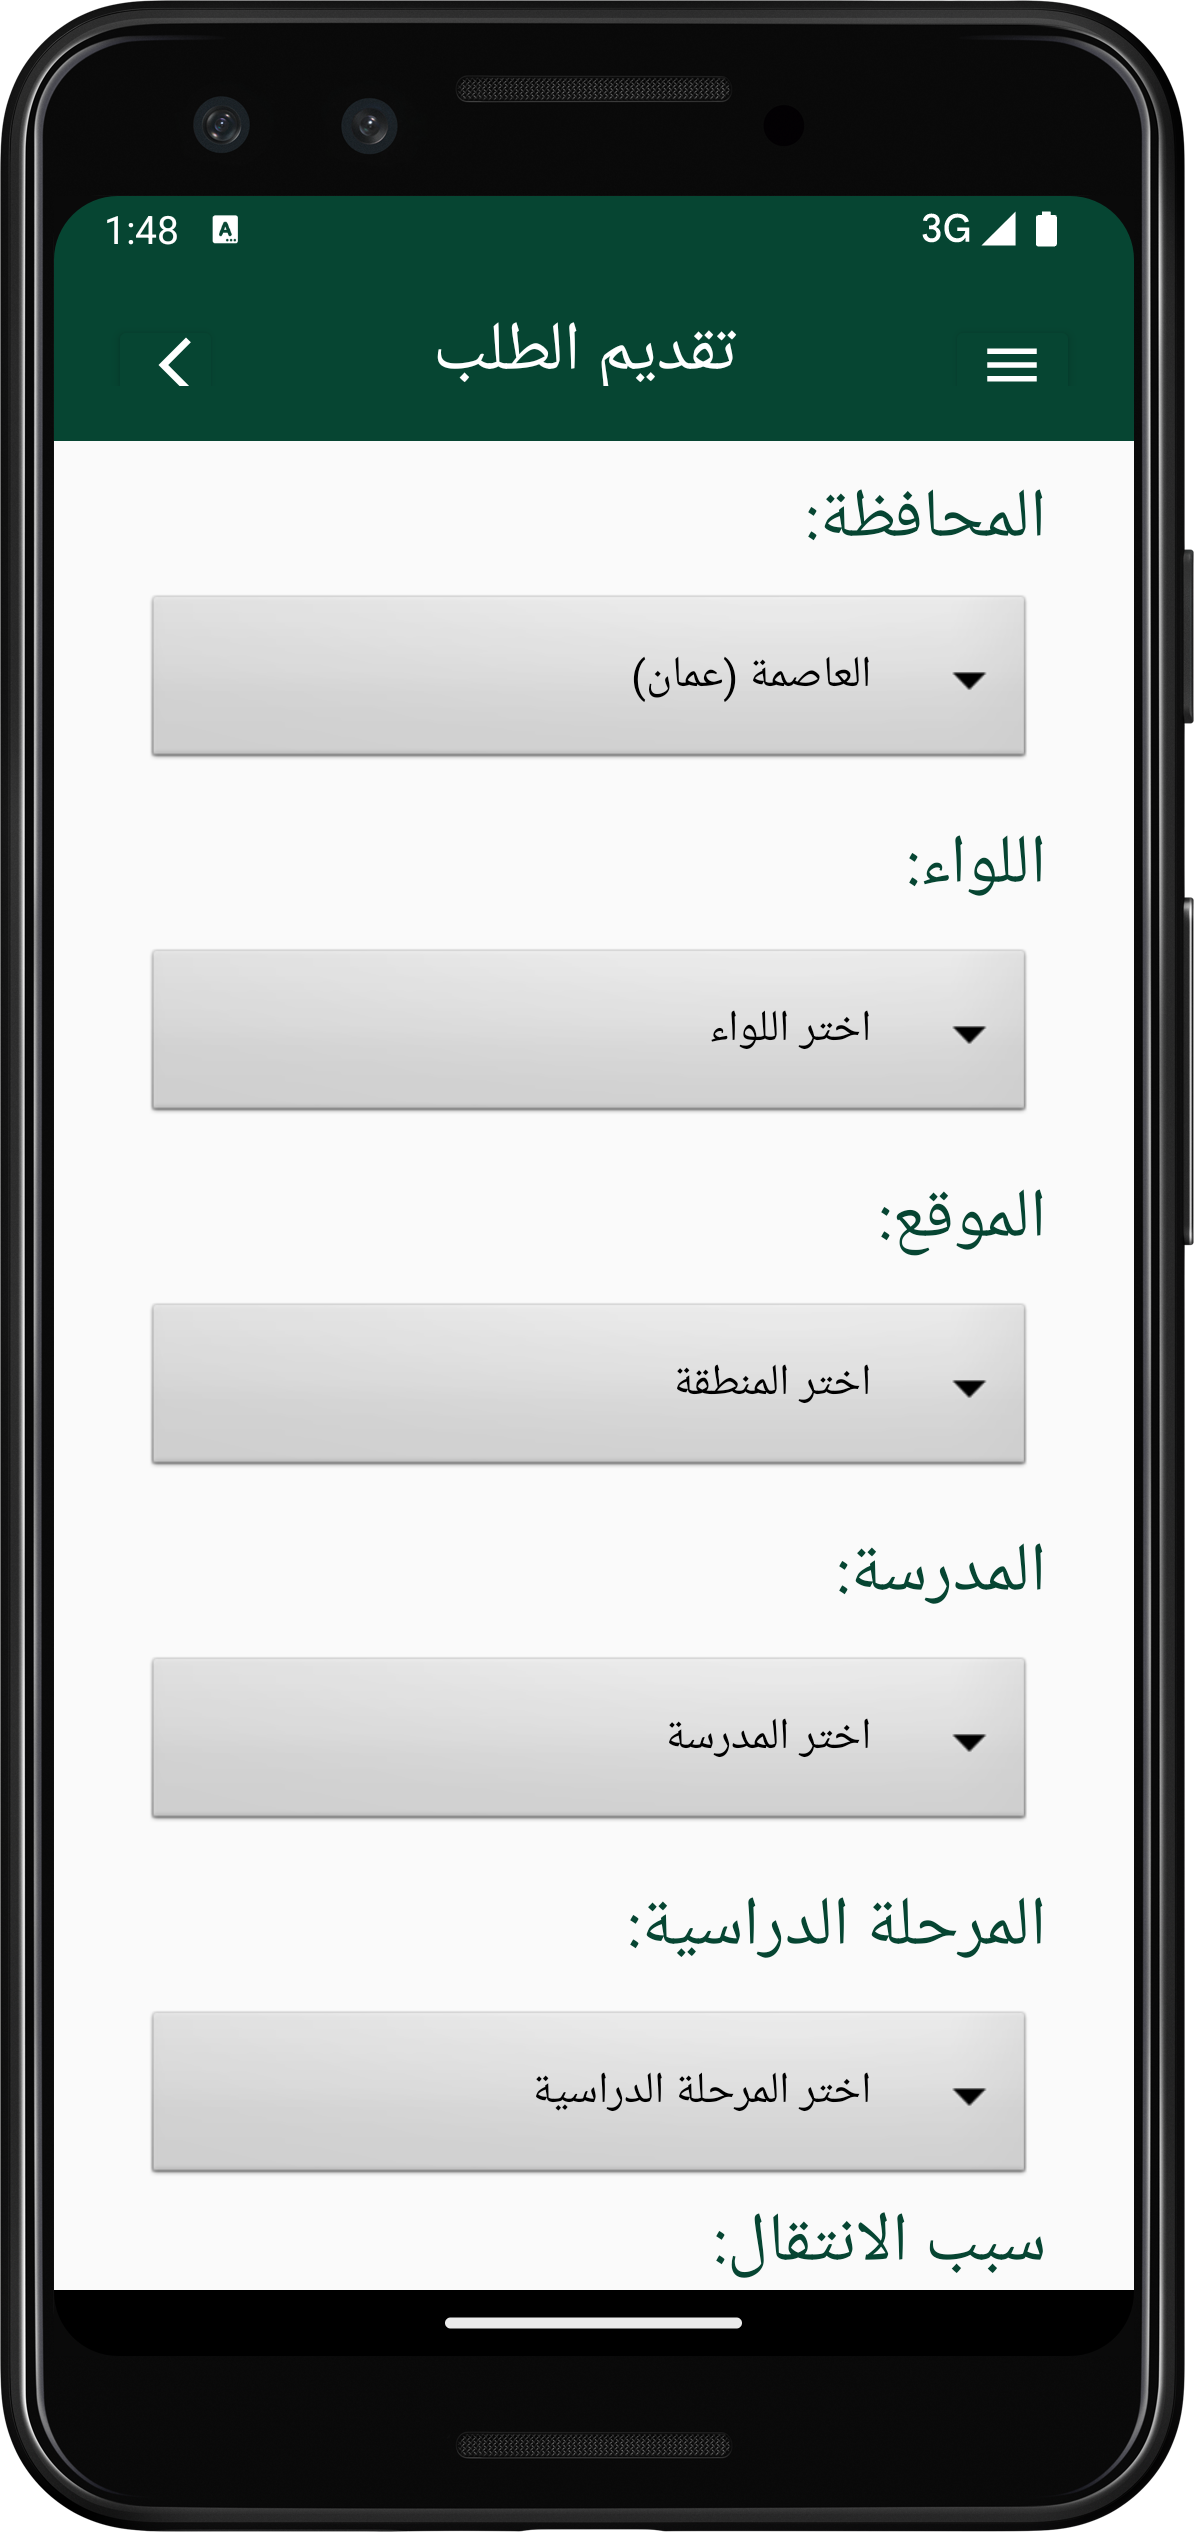 1:48
3G
تقديم الطلب
المحافظة:
العاصمة (عمان)
اللواء:
اختر اللواء
الموقع:
اختر المنطقة
المدرسة:
اختر المدرسة
المرحلة الدراسية:
اختر المرحلة الدراسية
سبب الانتقال: